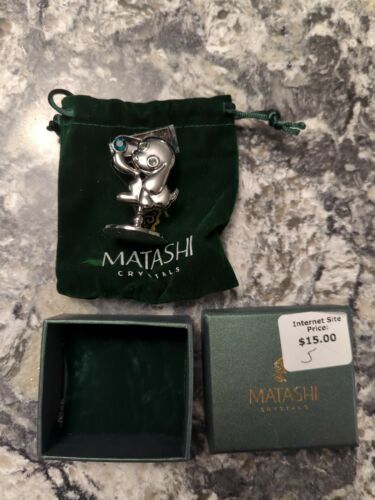 MATASHI
CRYSTALS
Internet Site
Price:
$15.00
5
MATASHI
CRYSTALS